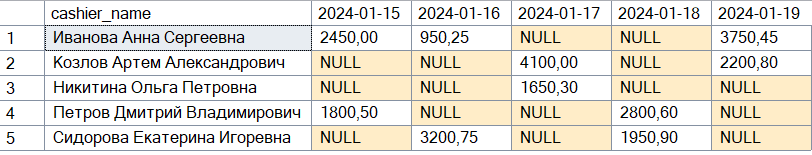 cashier_name 2024-01-15 2024-01-16 2024-01-17 2024-01-18 2024-01-19
1 Иванова Анна Сергеевна 2450,00 950,25 NULL NULL 3750,45
2 Козлов Артем Александрович NULL NULL 4100,00 NULL 2200,80
3 Никитина Ольга Петровна NULL NULL 1650,30 NULL NULL
4 Петров Дмитрий Владимирович 1800,50 NULL NULL 2800,60 NULL
5 Сидорова Екатерина Игоревна NULL 3200,75 NULL 1950,90 NULL